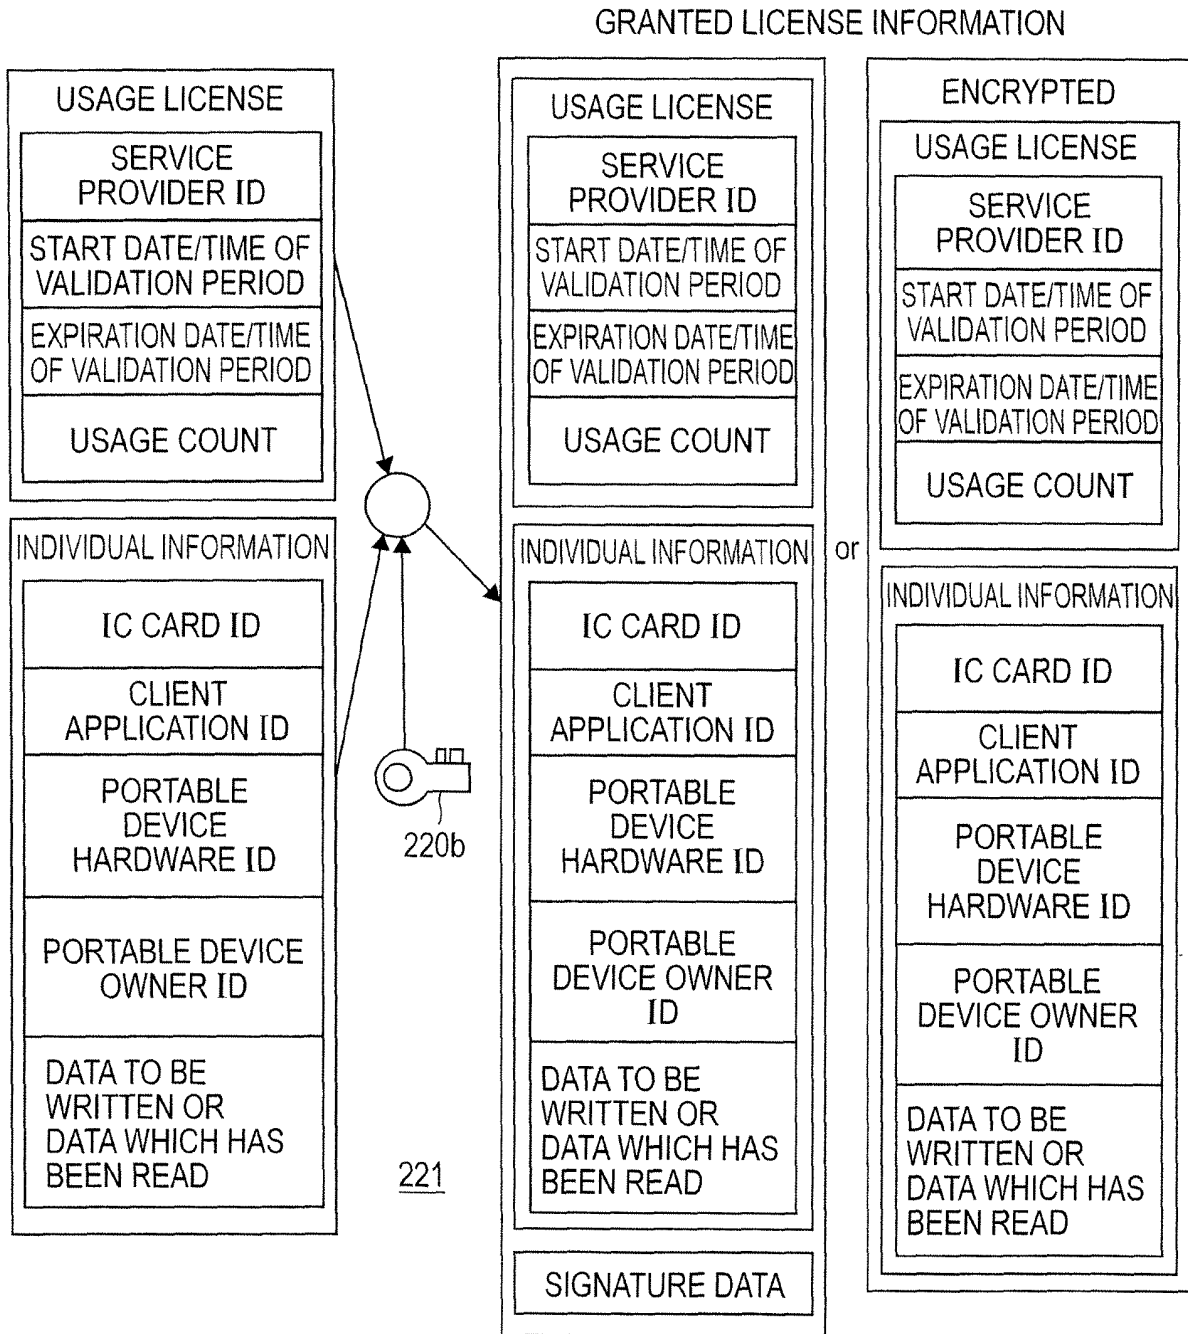 GRANTED LICENSE INFORMATION
USAGE LICENSE
SERVICE
PROVIDER ID
START DATE/TIME OF
VALIDATION PERIOD
EXPIRATION DATE/TIME
OF VALIDATION PERIOD
USAGE COUNT
INDIVIDUAL INFORMATION
IC CARD ID
CLIENT
APPLICATION ID
PORTABLE
DEVICE
HARDWARE ID
PORTABLE DEVICE
OWNER ID
DATA TO BE
WRITTEN OR
DATA WHICH HAS
BEEN READ
220b
221
USAGE LICENSE
SERVICE
PROVIDER ID
START DATE/TIME OF
VALIDATION PERIOD
EXPIRATION DATE/TIME
OF VALIDATION PERIOD
USAGE COUNT
INDIVIDUAL INFORMATION
IC CARD ID
CLIENT
APPLICATION ID
PORTABLE
DEVICE
HARDWARE ID
PORTABLE
DEVICE OWNER
ID
DATA TO BE
WRITTEN OR
DATA WHICH HAS
BEEN READ
SIGNATURE DATA
or
ENCRYPTED
USAGE LICENSE
SERVICE
PROVIDER ID
START DATE/TIME OF
VALIDATION PERIOD
EXPIRATION DATE/TIME
OF VALIDATION PERIOD
USAGE COUNT
INDIVIDUAL INFORMATION
IC CARD ID
CLIENT
APPLICATION ID
PORTABLE
DEVICE
HARDWARE ID
PORTABLE
DEVICE OWNER
ID
DATA TO BE
WRITTEN OR
DATA WHICH HAS
BEEN READ